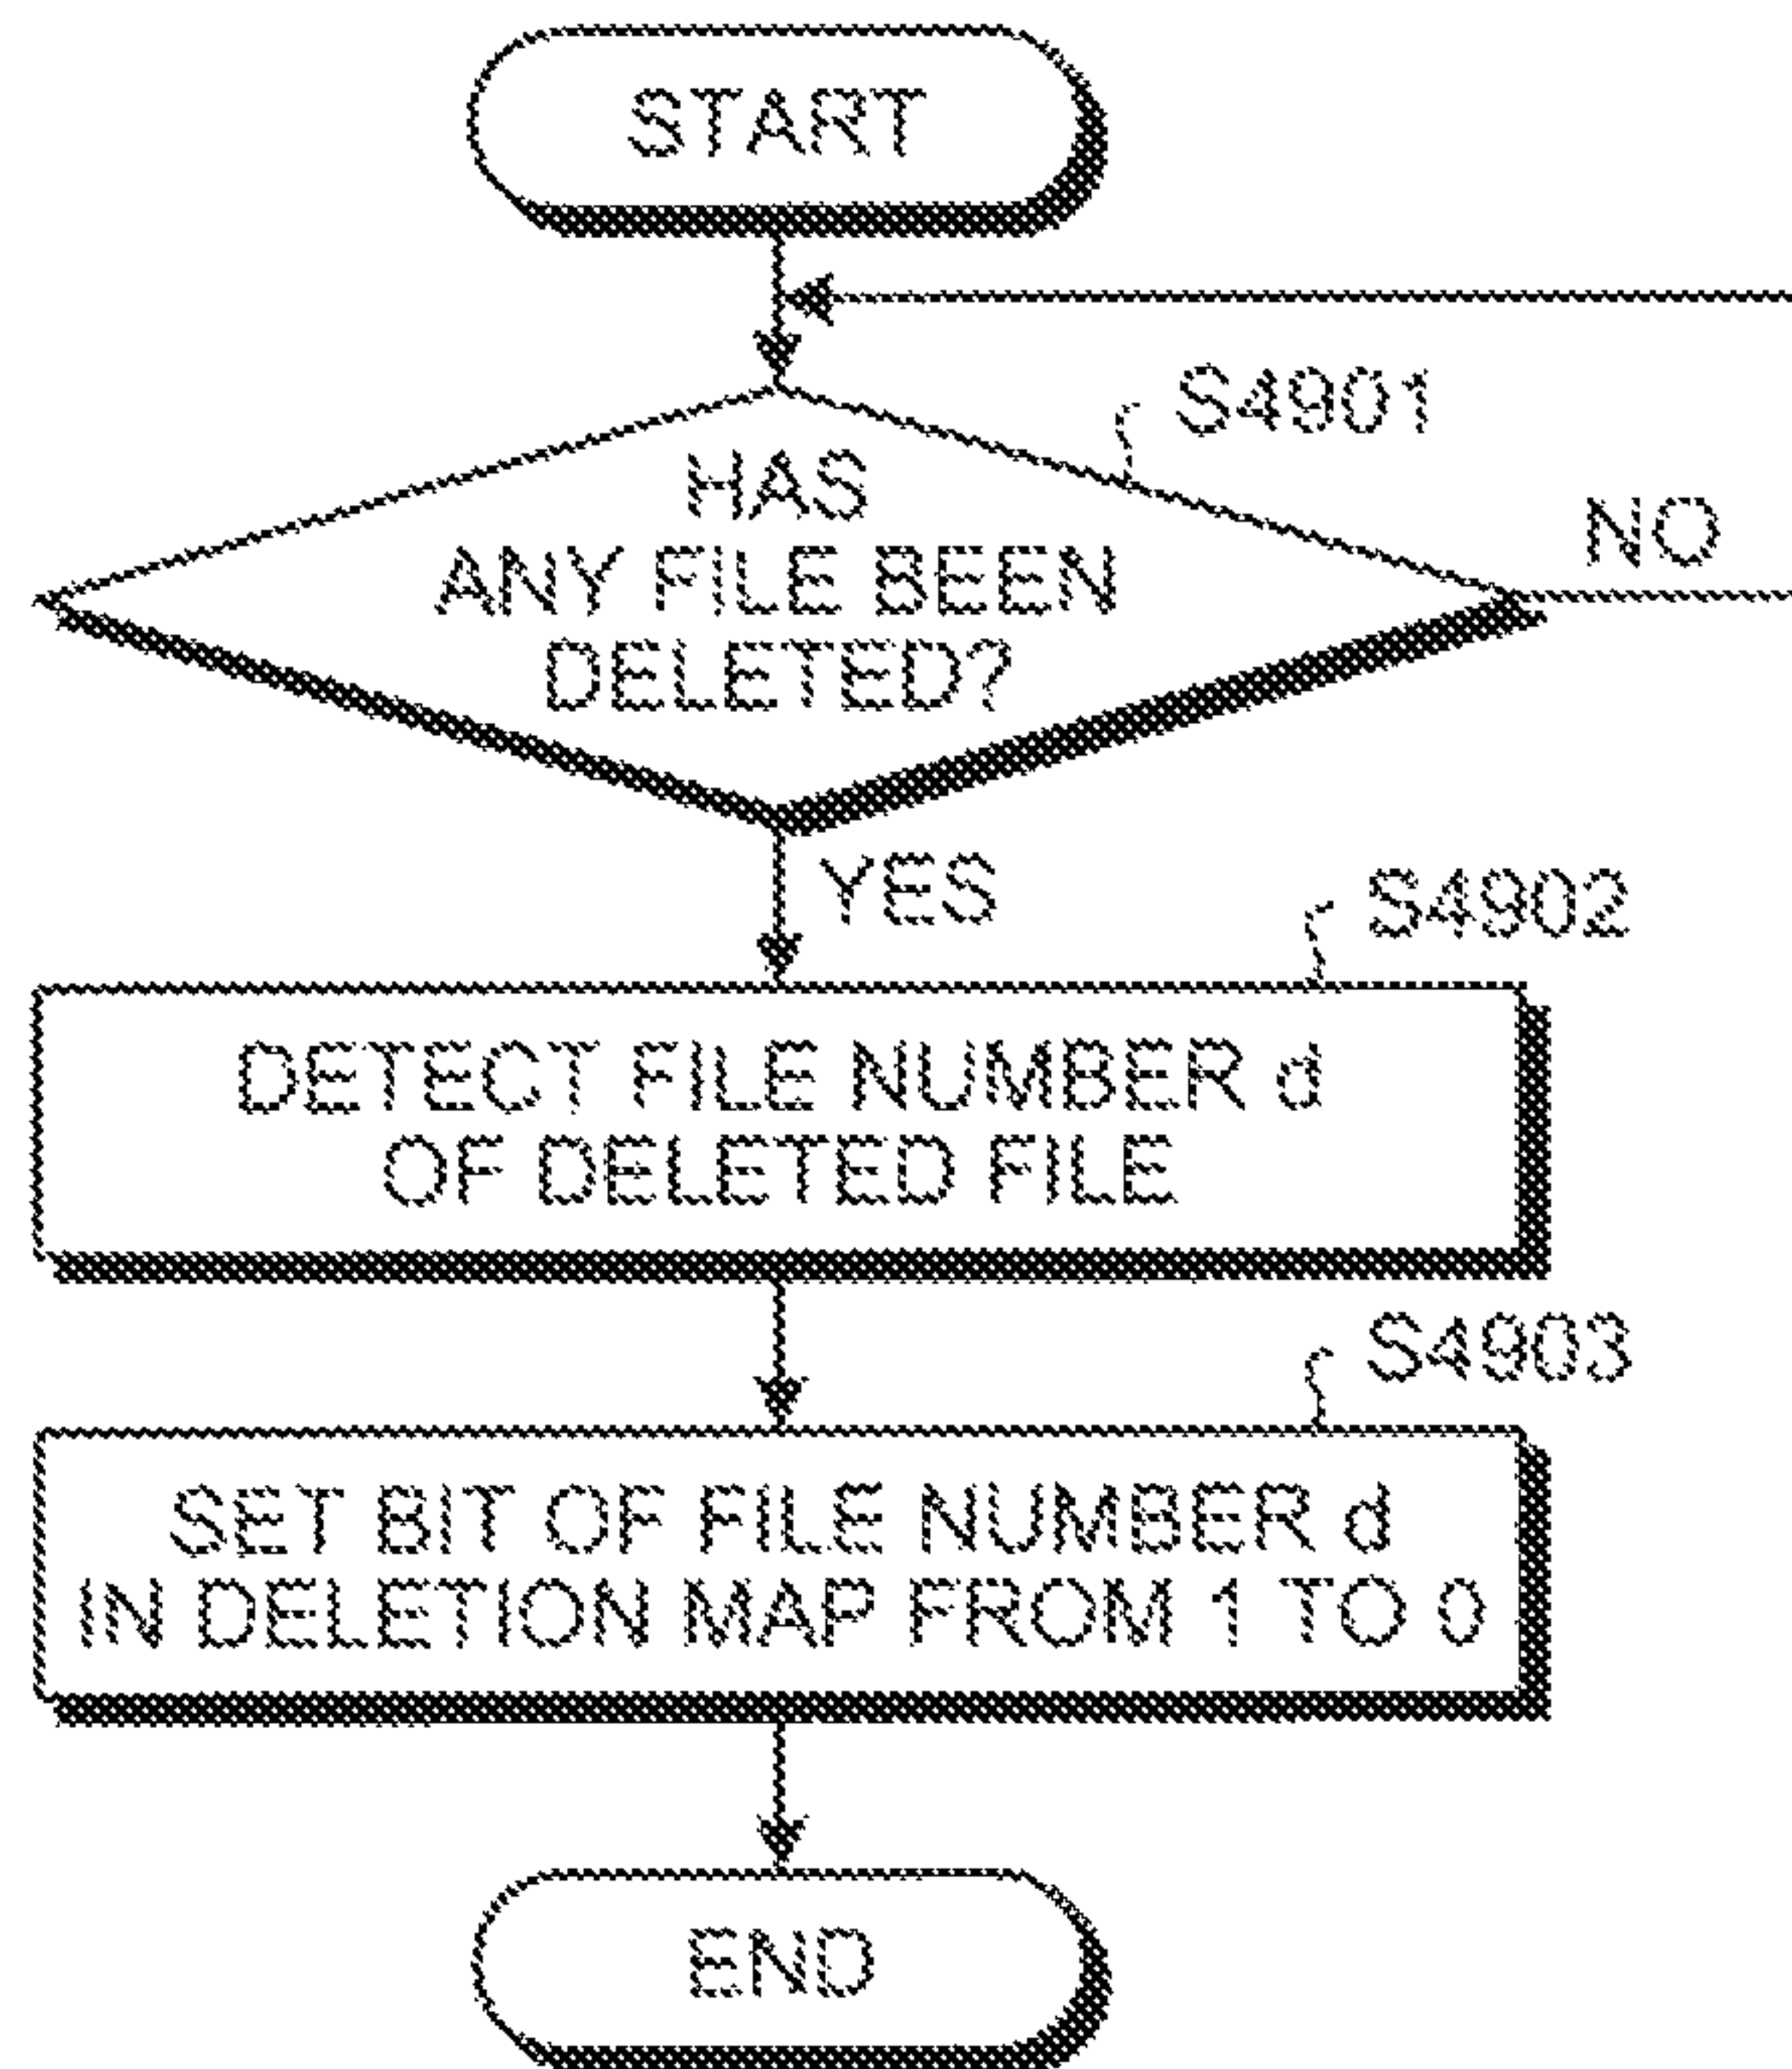 START
S4901
HAS
ANY FILE BEEN
DELETED?
NO
YES
S4902
DETECT FILE NUMBER d
OF DELETED FILE
S4903
SET BIT OF FILE NUMBER d
IN DELETION MAP FROM 1 TO 0
END